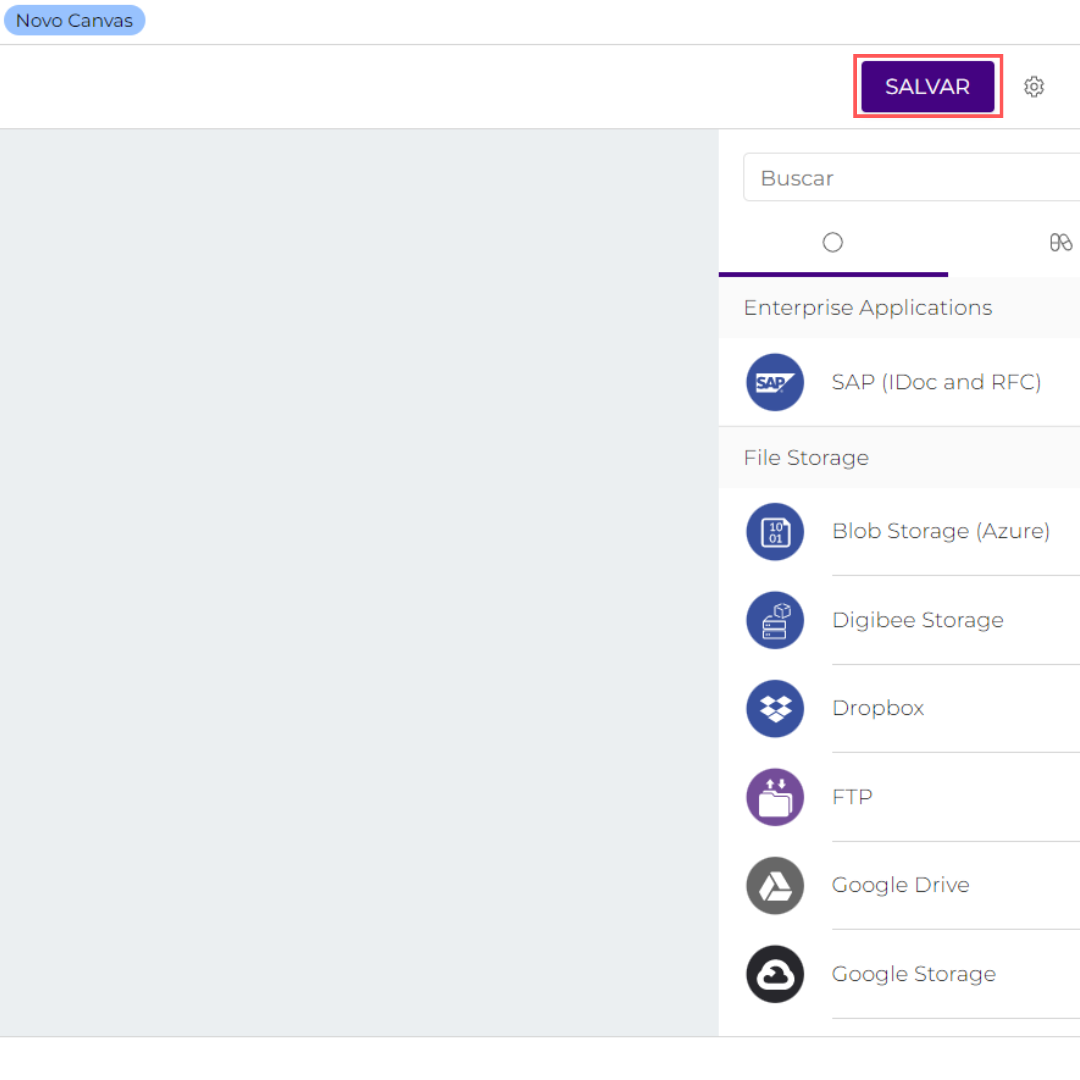 Novo Canvas
SALVAR
Buscar
Enterprise Applications
SAP
SAP (IDoc and RFC)
File Storage
10
01
Blob Storage (Azure)
Digibee Storage
Dropbox
FTP
Google Drive
Google Storage